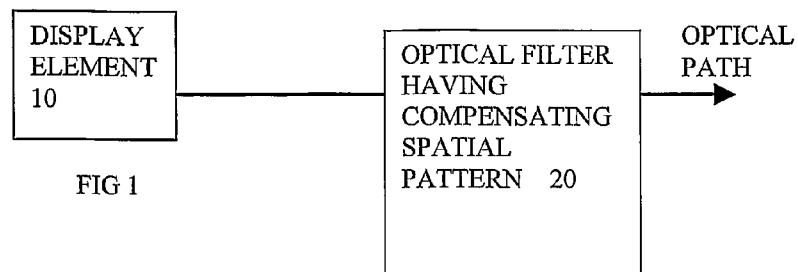 DISPLAY
ELEMENT
10
FIG 1
OPTICAL FILTER
HAVING
COMPENSATING
SPATIAL
PATTERN 20
OPTICAL
PATH